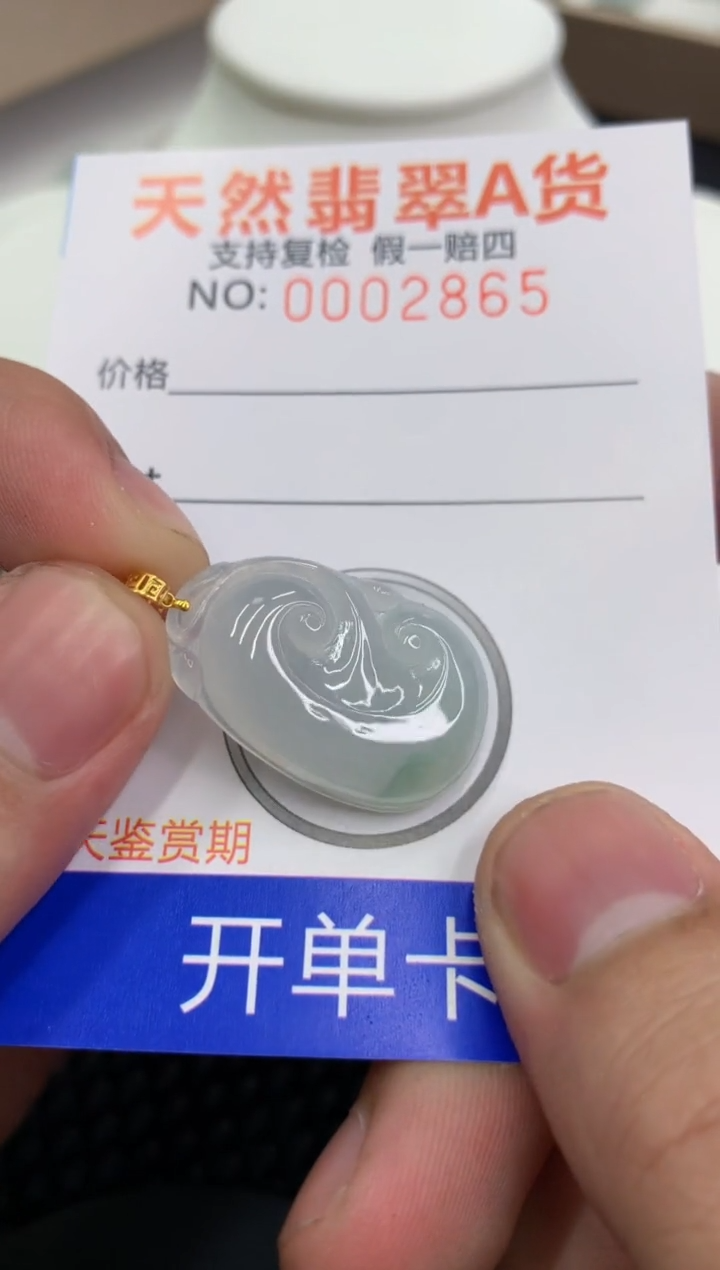 天然翡翠A货
支持复检 假一赔四
NO: 0002865
价格
天鉴赏期
开单卡